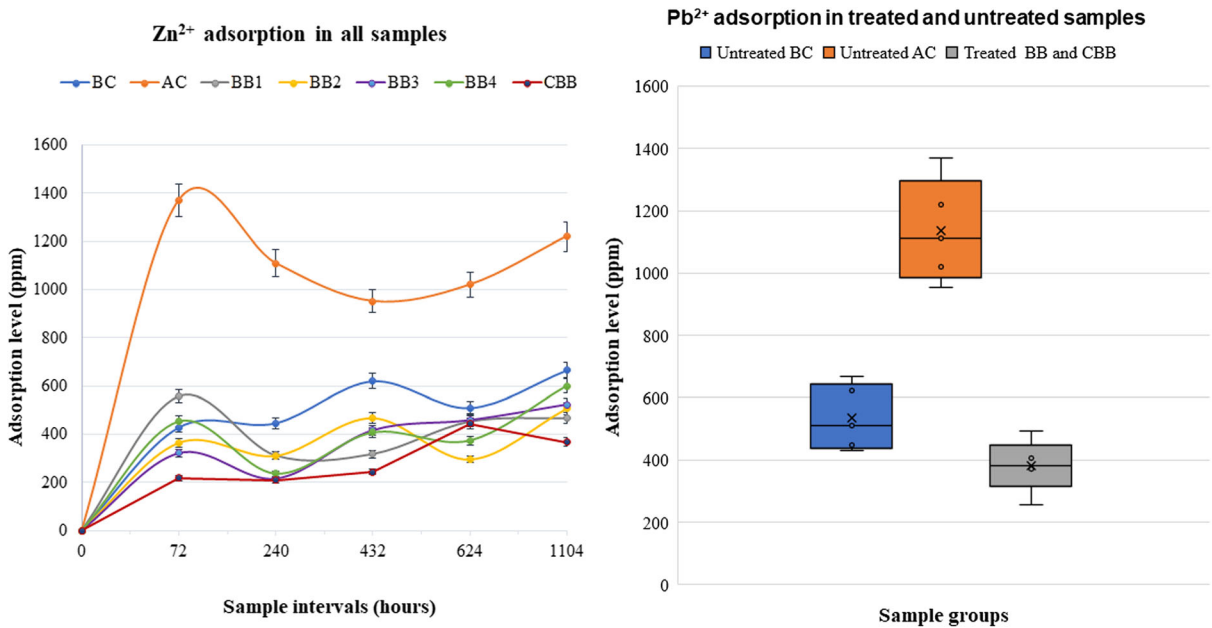 Zn²⁺ adsorption in all samples
BC AC BB1 BB2 BB3 BB4 CBB
1600
1400
1200
1000
800
600
400
200
0
0 72 240 432 624 1104
Adsorption level (ppm)
Sample intervals (hours)
Pb²⁺ adsorption in treated and untreated samples
Untreated BC Untreated AC Treated BB and CBB
1600
1400
1200
1000
800
600
400
200
0
Adsorption level (ppm)
Sample groups